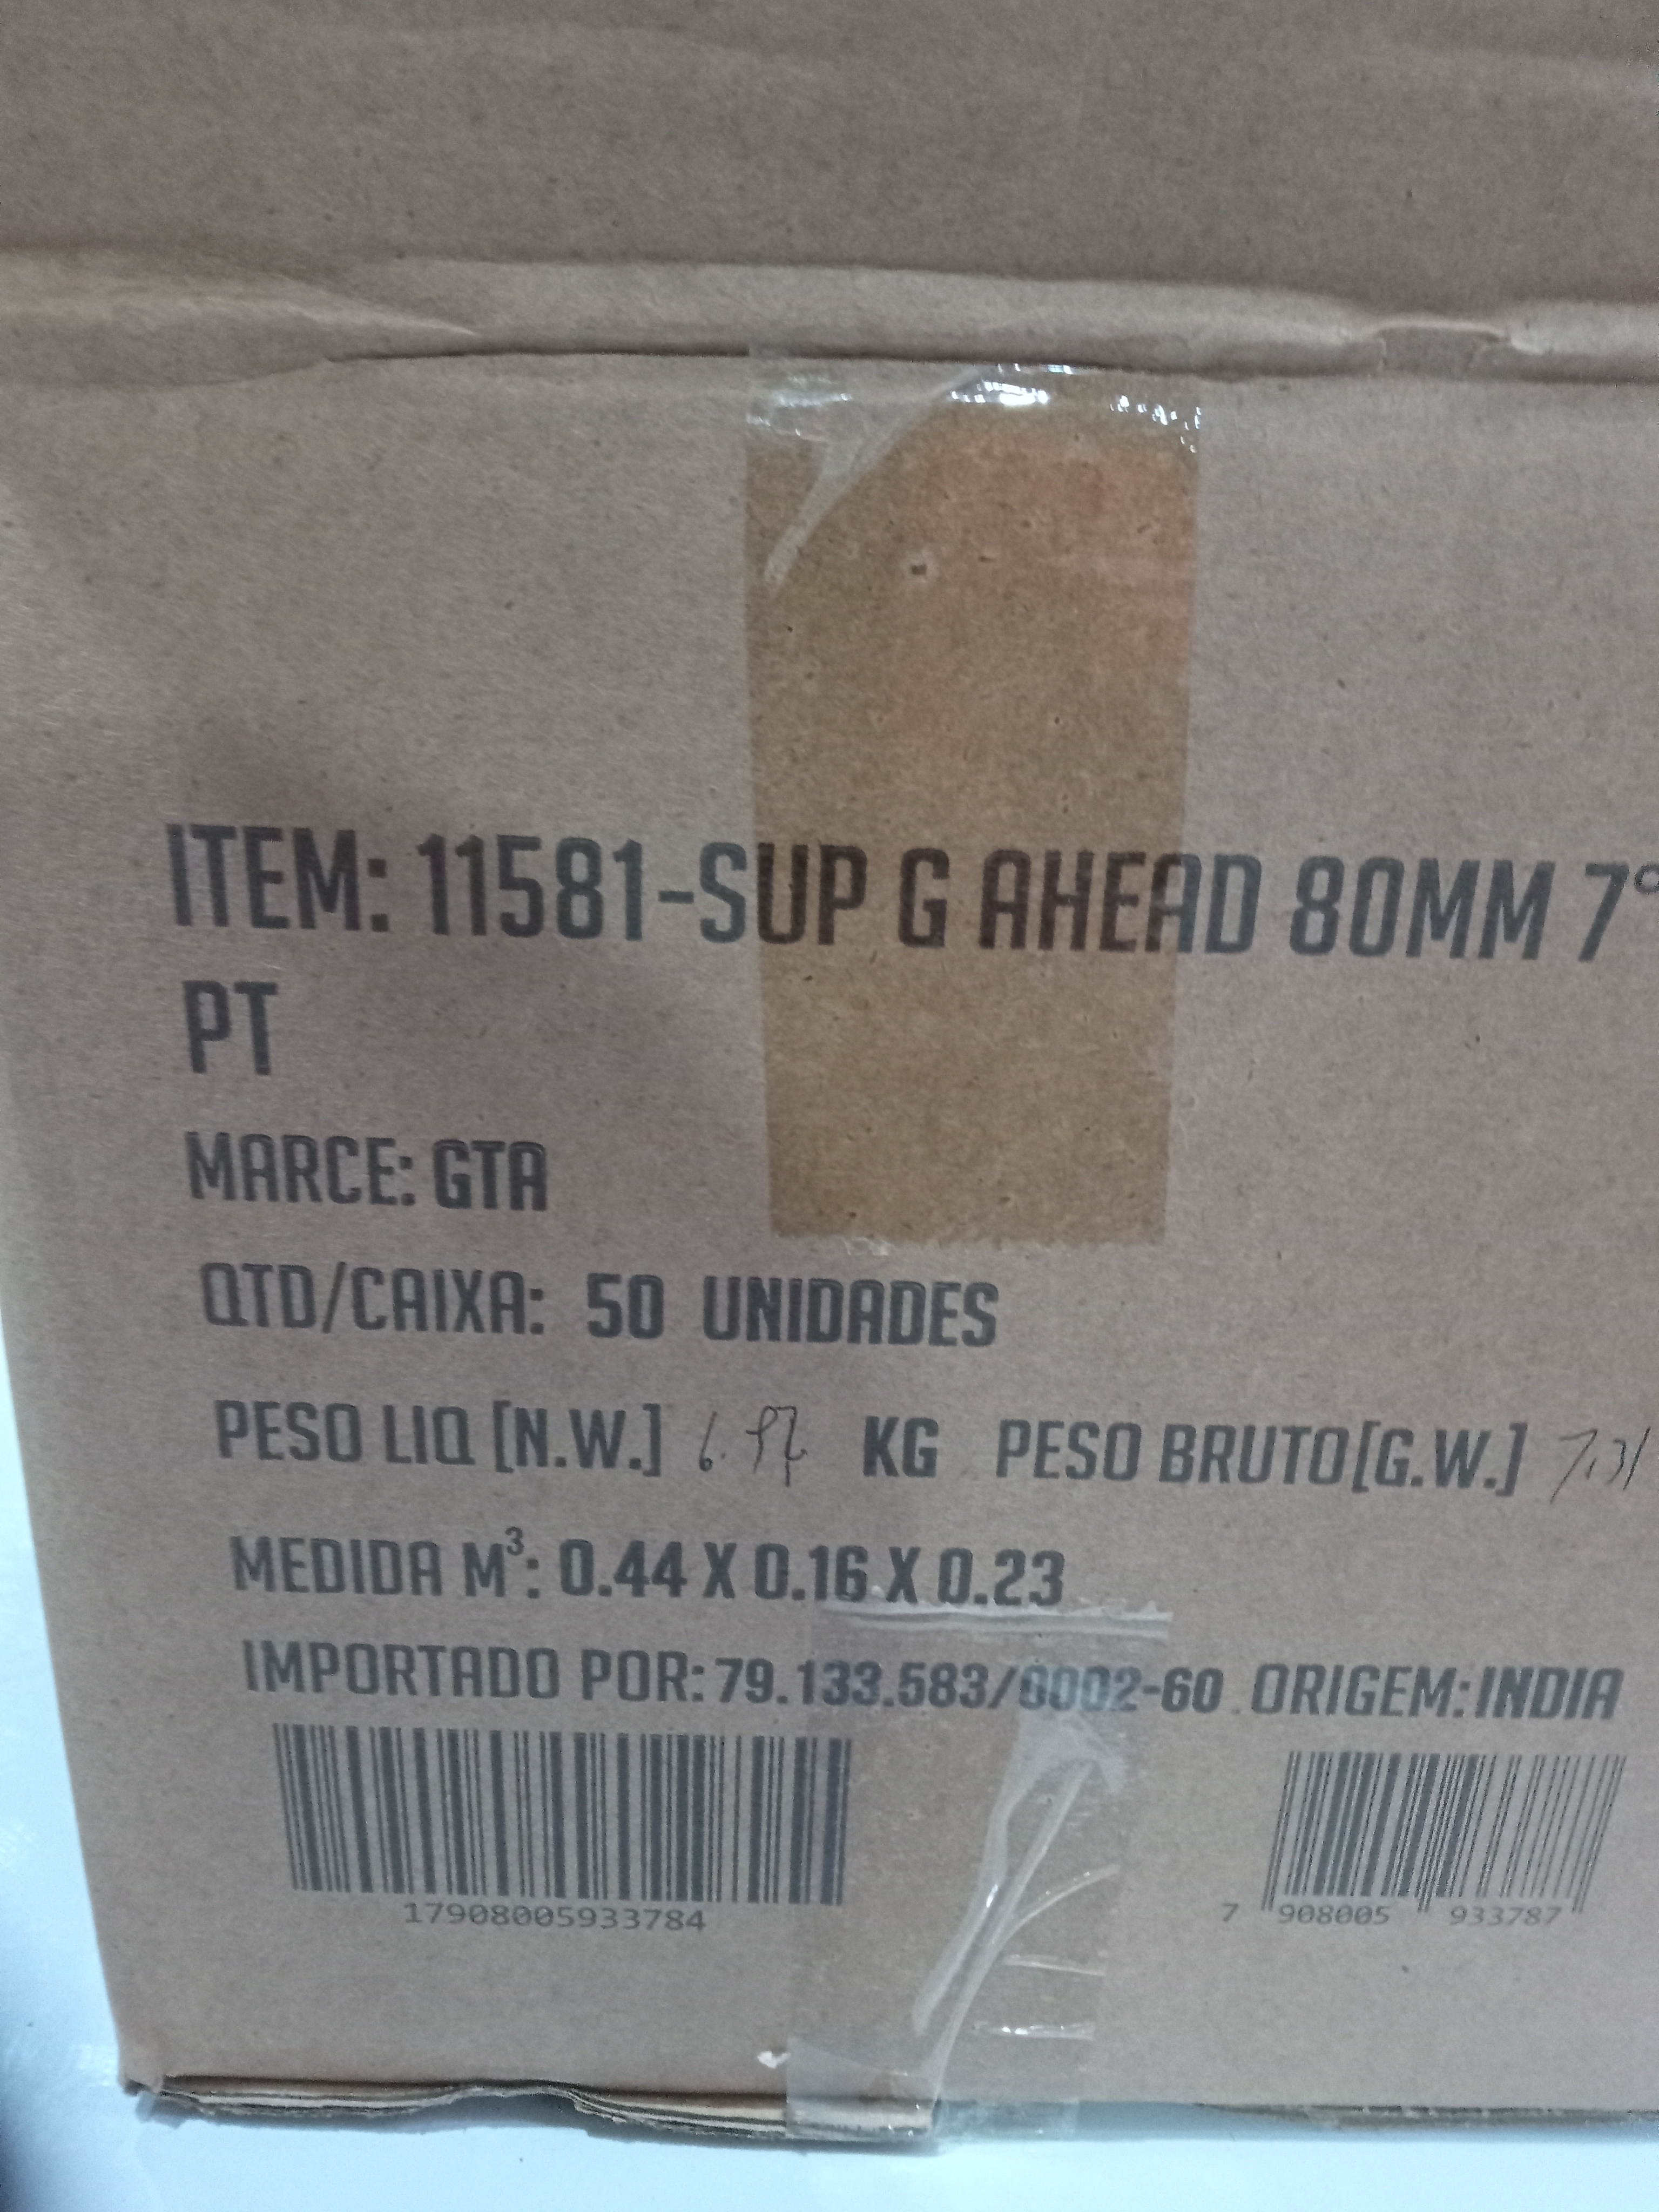 ITEM: 11581-SUP G AHEAD 80MM 7°
PT
MARCE: GTA
QTD/CAIXA: 50 UNIDADES
PESO LIQ [N.W.] KG PESO BRUTO[G.W.] 7.31
MEDIDA M³: 0.44 X 0.16 X 0.23
IMPORTADO POR: 79.133.583/0002-60 ORIGEM: INDIA
17908005933784
7 908005 933787